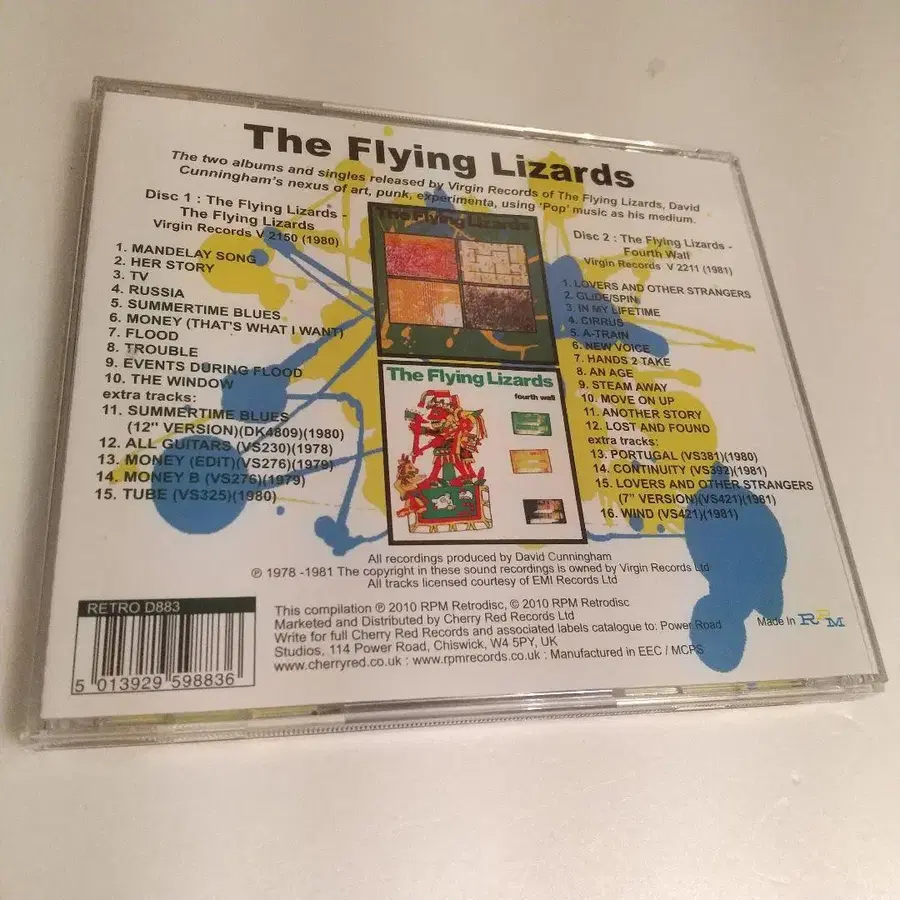 The Flying Lizards
The two albums and singles released by Virgin Records of The Flying Lizards, David
Cunningham's nexus of art, punk, experimenta, using 'Pop' music as his medium.
Disc 1 : The Flying Lizards -
The Flying Lizards
Virgin Records V 2150 (1980)
1. MANDELAY SONG
2. HER STORY
3. TV
4. RUSSIA
5. SUMMERTIME BLUES
6. MONEY (THAT'S WHAT I WANT)
7. FLOOD
8. TROUBLE
9. EVENTS DURING FLOOD
10. THE WINDOW
extra tracks:
11. SUMMERTIME BLUES
(12" VERSION)(DK4809)(1980)
12. ALL GUITARS (VS230)(1978)
13. MONEY (EDIT)(VS276)(1979)
14. MONEY B (VS276)(1979)
15. TUBE (VS325)(1980)
The Flying Lizards
The Flying Lizards
fourth wall
Disc 2 : The Flying Lizards -
Fourth Wall
Virgin Records V 2211 (1981)
1. LOVERS AND OTHER STRANGERS
2. GLIDE/SPIN
3. IN MY LIFETIME
4. CIRRUS
5. A-TRAIN
6. NEW VOICE
7. HANDS 2 TAKE
8. AN AGE
9. STEAM AWAY
10. MOVE ON UP
11. ANOTHER STORY
12. LOST AND FOUND
extra tracks:
13. PORTUGAL (VS381)(1980)
14. CONTINUITY (VS392)(1981)
15. LOVERS AND OTHER STRANGERS
(7" VERSION)(VS421)(1981)
16. WIND (VS421)(1981)
All recordings produced by David Cunningham
℗ 1978 -1981 The copyright in these sound recordings is owned by Virgin Records Ltd
All tracks licensed courtesy of EMI Records Ltd
RETRO D883
5 013929 598836
This compilation ℗ 2010 RPM Retrodisc, © 2010 RPM Retrodisc
Marketed and Distributed by Cherry Red Records Ltd
Write for full Cherry Red Records and associated labels catalogue to: Power Road
Studios, 114 Power Road, Chiswick, W4 5PY, UK
www.cherryred.co.uk : www.rpmrecords.co.uk : Manufactured in EEC / MCPS
Made In RPM